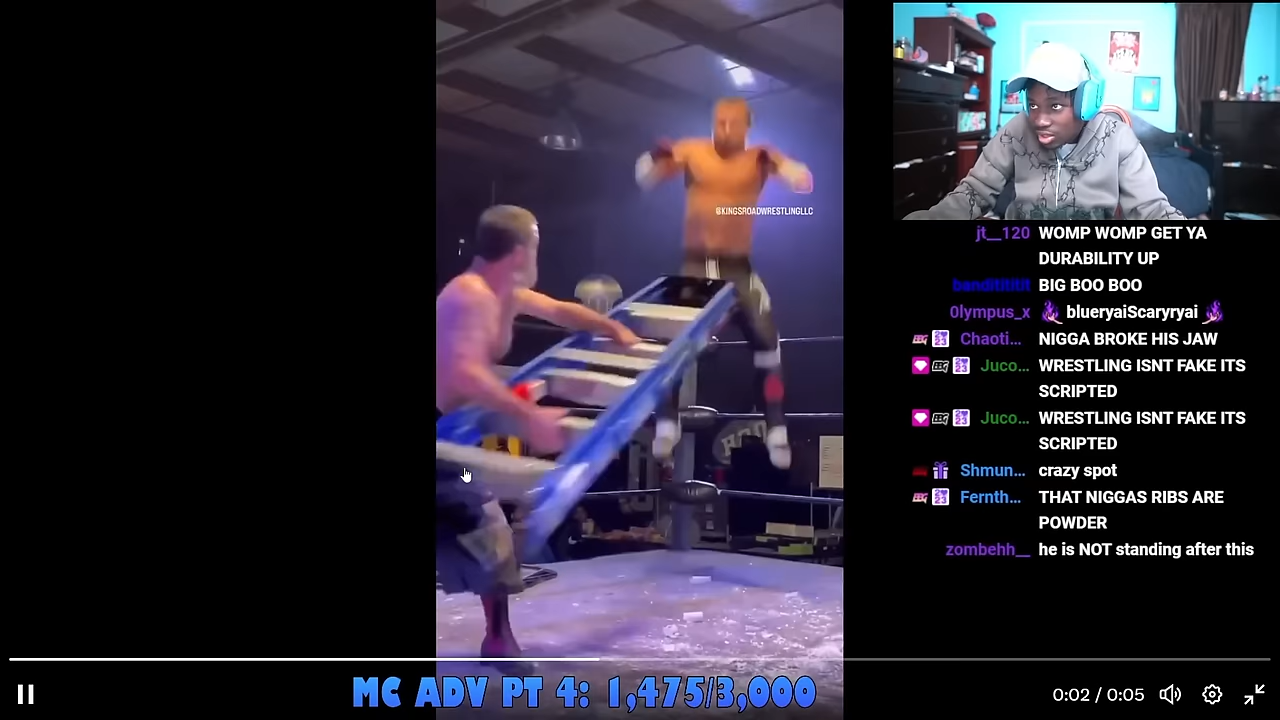 @KINGSROADWRESTLINGLLC
jt__120 WOMP WOMP GET YA
DURABILITY UP
bandititititit BIG BOO BOO
0lympus_x blueryaiScaryryai
Chaoti... NIGGA BROKE HIS JAW
Juco... WRESTLING ISNT FAKE ITS
SCRIPTED
Juco... WRESTLING ISNT FAKE ITS
SCRIPTED
Shmun... crazy spot
Fernth... THAT NIGGAS RIBS ARE
POWDER
zombehh__ he is NOT standing after this
MC ADV PT 4: 1,475/3,000
0:02 / 0:05